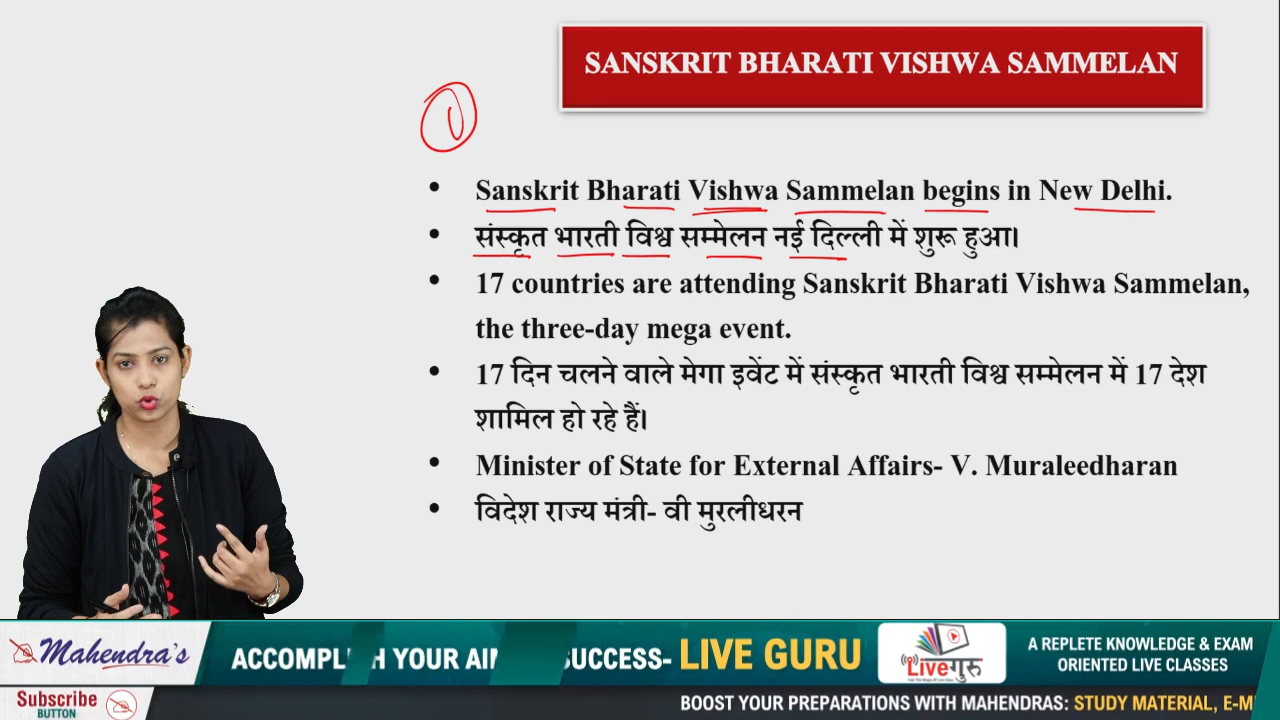 SANSKRIT BHARATI VISHWA SAMMELAN
• Sanskrit Bharati Vishwa Sammelan begins in New Delhi.
• संस्कृत भारती विश्व सम्मेलन नई दिल्ली में शुरू हुआ।
• 17 countries are attending Sanskrit Bharati Vishwa Sammelan,
the three-day mega event.
• 17 दिन चलने वाले मेगा इवेंट में संस्कृत भारती विश्व सम्मेलन में 17 देश
शामिल हो रहे हैं।
• Minister of State for External Affairs- V. Muraleedharan
• विदेश राज्य मंत्री- वी मुरलीधरन
Mahendra's
ACCOMPL H YOUR AIM SUCCESS- LIVE GURU
Liveगुरु
A REPLETE KNOWLEDGE & EXAM
ORIENTED LIVE CLASSES
Subscribe
BUTTON
BOOST YOUR PREPARATIONS WITH MAHENDRAS: STUDY MATERIAL, E-M